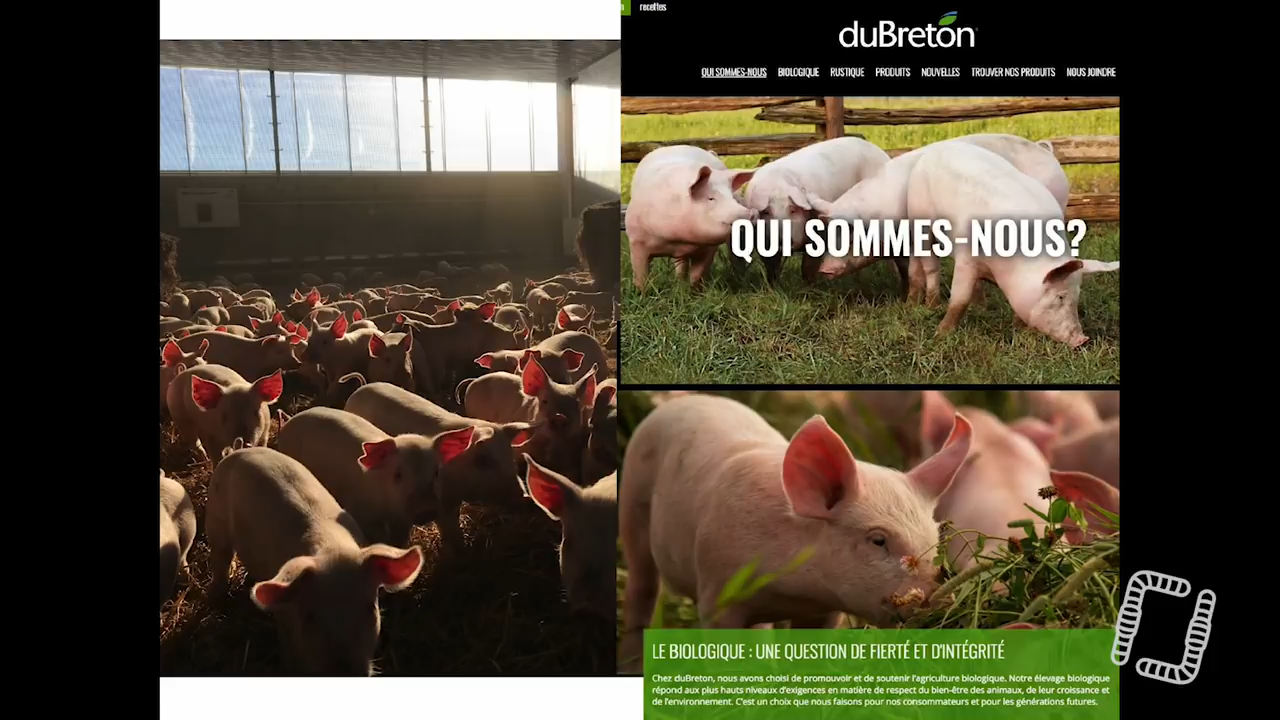 recettes
duBreton
QUI SOMMES-NOUS
BIOLOGIQUE
RUSTIQUE
PRODUITS
NOUVELLES
TROUVER NOS PRODUITS
NOUS JOINDRE
QUI SOMMES-NOUS?
LE BIOLOGIQUE : UNE QUESTION DE FIERTÉ ET D'INTÉGRITÉ
Chez duBreton, nous avons choisi de promouvoir et de soutenir l'agriculture biologique. Notre élevage biologique
répond aux plus hauts niveaux d'exigences en matière de respect du bien-être des animaux, de leur croissance et
de l'environnement. C'est un choix que nous faisons pour nos consommateurs et pour les générations futures.